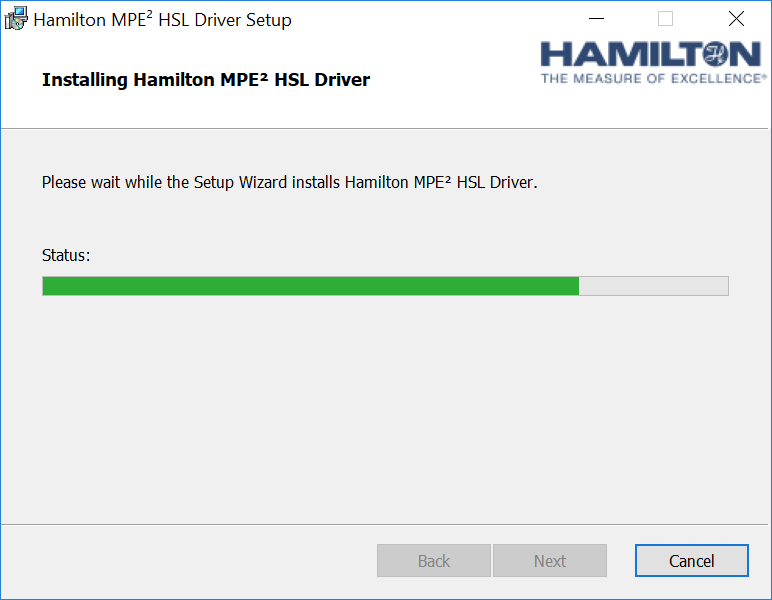 Hamilton MPE² HSL Driver Setup
HAMILTON
THE MEASURE OF EXCELLENCE®
Installing Hamilton MPE² HSL Driver
Please wait while the Setup Wizard installs Hamilton MPE² HSL Driver.
Status:
Back
Next
Cancel